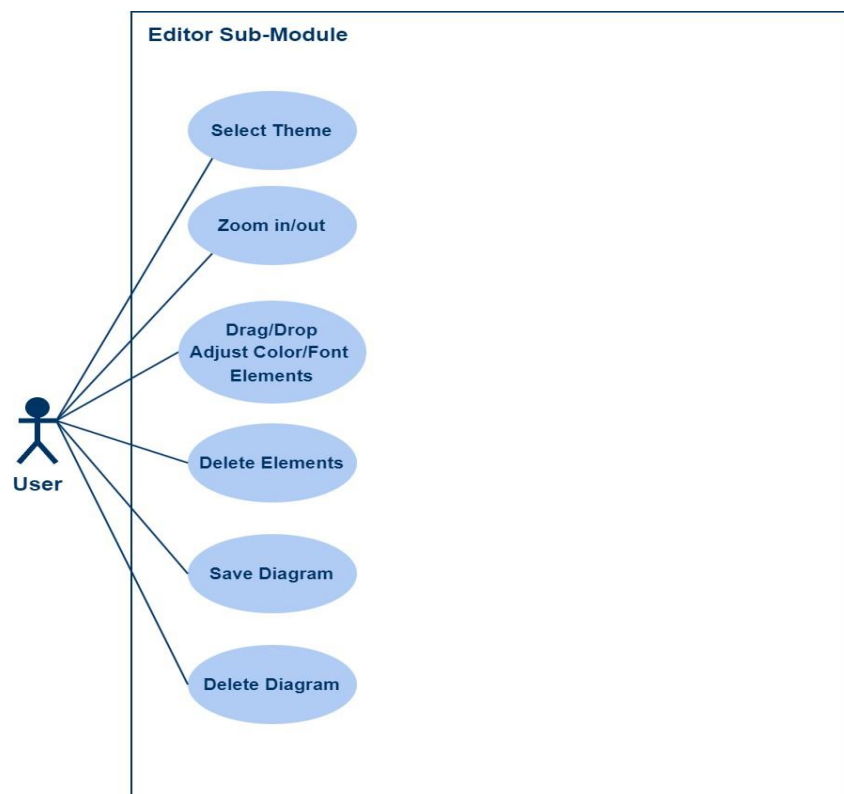 Editor Sub-Module
Select Theme
Zoom in/out
Drag/Drop
Adjust Color/Font
Elements
Delete Elements
User
Save Diagram
Delete Diagram